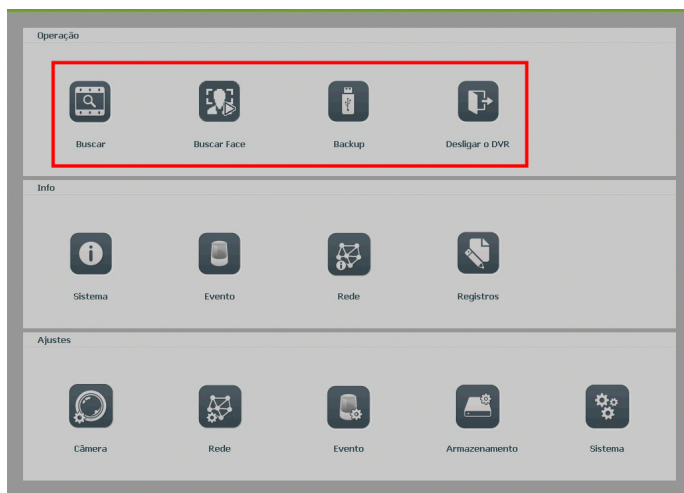 Operação
Buscar
Buscar Face
Backup
Desligar o DVR
Info
Sistema
Evento
Rede
Registros
Ajustes
Câmera
Rede
Evento
Armazenamento
Sistema